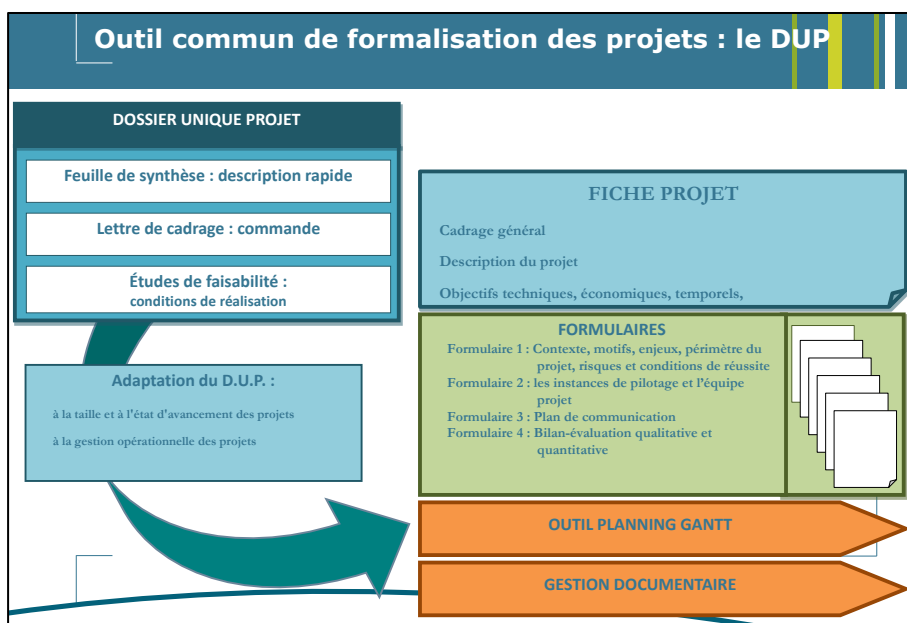 Outil commun de formalisation des projets : le DUP
DOSSIER UNIQUE PROJET
Feuille de synthèse : description rapide
Lettre de cadrage : commande
Études de faisabilité :
conditions de réalisation
Adaptation du D.U.P. :
à la taille et à l'état d'avancement des projets
à la gestion opérationnelle des projets
FICHE PROJET
Cadrage général
Description du projet
Objectifs techniques, économiques, temporels,
FORMULAIRES
Formulaire 1 : Contexte, motifs, enjeux, périmètre du
projet, risques et conditions de réussite
Formulaire 2 : les instances de pilotage et l'équipe
projet
Formulaire 3 : Plan de communication
Formulaire 4 : Bilan-évaluation qualitative et
quantitative
OUTIL PLANNING GANTT
GESTION DOCUMENTAIRE